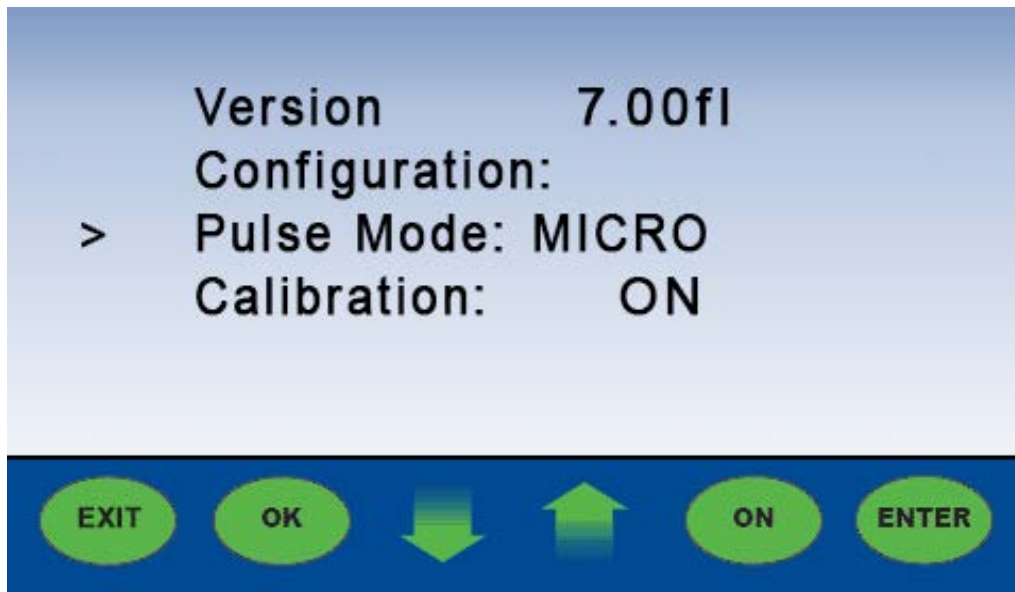 Version 7.00fl
Configuration:
> Pulse Mode: MICRO
Calibration: ON
EXIT OK ON ENTER